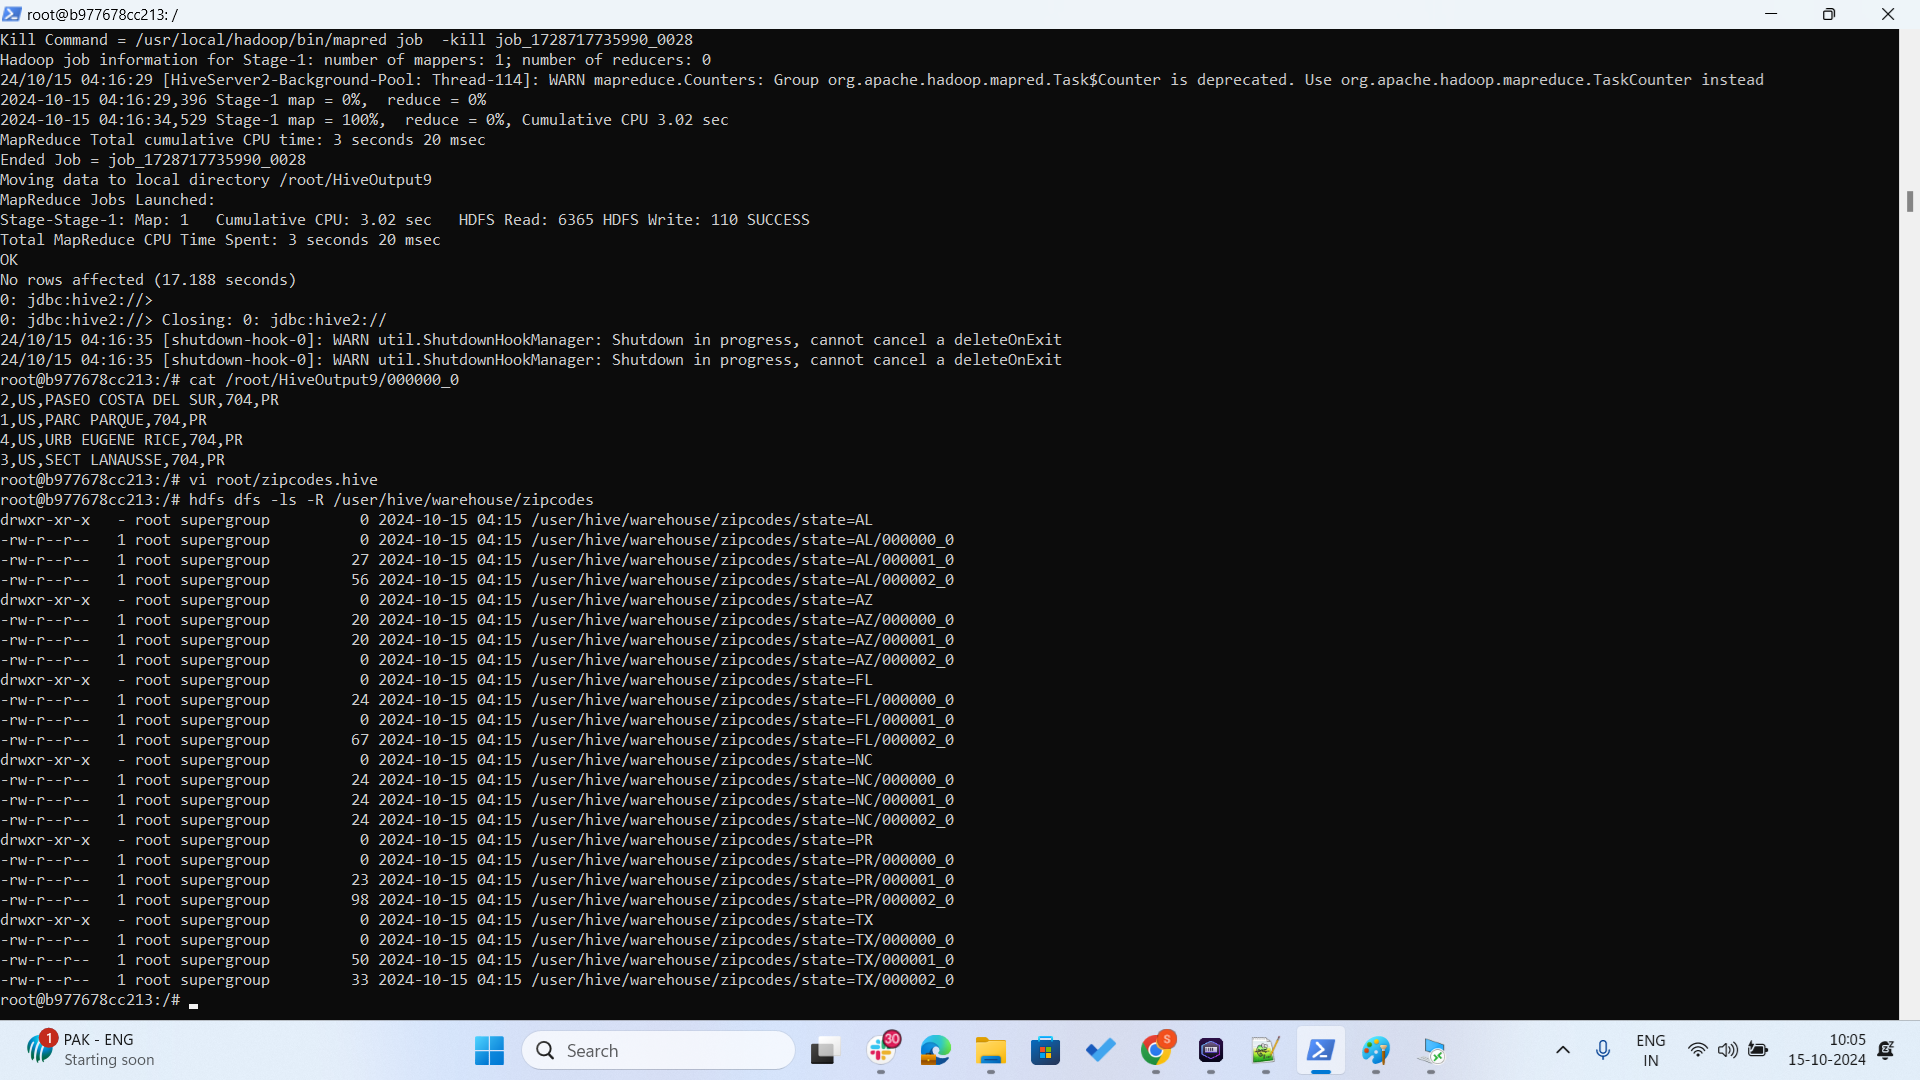 root@b977678cc213: /
Kill Command = /usr/local/hadoop/bin/mapred job  -kill job_1728717735990_0028
Hadoop job information for Stage-1: number of mappers: 1; number of reducers: 0
24/10/15 04:16:29 [HiveServer2-Background-Pool: Thread-114]: WARN mapreduce.Counters: Group org.apache.hadoop.mapred.Task$Counter is deprecated. Use org.apache.hadoop.mapreduce.TaskCounter instead
2024-10-15 04:16:29,396 Stage-1 map = 0%,  reduce = 0%
2024-10-15 04:16:34,529 Stage-1 map = 100%,  reduce = 0%, Cumulative CPU 3.02 sec
MapReduce Total cumulative CPU time: 3 seconds 20 msec
Ended Job = job_1728717735990_0028
Moving data to local directory /root/HiveOutput9
MapReduce Jobs Launched:
Stage-Stage-1: Map: 1   Cumulative CPU: 3.02 sec   HDFS Read: 6365 HDFS Write: 110 SUCCESS
Total MapReduce CPU Time Spent: 3 seconds 20 msec
OK
No rows affected (17.188 seconds)
0: jdbc:hive2://>
0: jdbc:hive2://> Closing: 0: jdbc:hive2://
24/10/15 04:16:35 [shutdown-hook-0]: WARN util.ShutdownHookManager: Shutdown in progress, cannot cancel a deleteOnExit
24/10/15 04:16:35 [shutdown-hook-0]: WARN util.ShutdownHookManager: Shutdown in progress, cannot cancel a deleteOnExit
root@b977678cc213:/# cat /root/HiveOutput9/000000_0
2,US,PASEO COSTA DEL SUR,704,PR
1,US,PARC PARQUE,704,PR
4,US,URB EUGENE RICE,704,PR
3,US,SECT LANAUSSE,704,PR
root@b977678cc213:/# vi root/zipcodes.hive
root@b977678cc213:/# hdfs dfs -ls -R /user/hive/warehouse/zipcodes
drwxr-xr-x   - root supergroup          0 2024-10-15 04:15 /user/hive/warehouse/zipcodes/state=AL
-rw-r--r--   1 root supergroup          0 2024-10-15 04:15 /user/hive/warehouse/zipcodes/state=AL/000000_0
-rw-r--r--   1 root supergroup         27 2024-10-15 04:15 /user/hive/warehouse/zipcodes/state=AL/000001_0
-rw-r--r--   1 root supergroup         56 2024-10-15 04:15 /user/hive/warehouse/zipcodes/state=AL/000002_0
drwxr-xr-x   - root supergroup          0 2024-10-15 04:15 /user/hive/warehouse/zipcodes/state=AZ
-rw-r--r--   1 root supergroup         20 2024-10-15 04:15 /user/hive/warehouse/zipcodes/state=AZ/000000_0
-rw-r--r--   1 root supergroup         20 2024-10-15 04:15 /user/hive/warehouse/zipcodes/state=AZ/000001_0
-rw-r--r--   1 root supergroup          0 2024-10-15 04:15 /user/hive/warehouse/zipcodes/state=AZ/000002_0
drwxr-xr-x   - root supergroup          0 2024-10-15 04:15 /user/hive/warehouse/zipcodes/state=FL
-rw-r--r--   1 root supergroup         24 2024-10-15 04:15 /user/hive/warehouse/zipcodes/state=FL/000000_0
-rw-r--r--   1 root supergroup          0 2024-10-15 04:15 /user/hive/warehouse/zipcodes/state=FL/000001_0
-rw-r--r--   1 root supergroup         67 2024-10-15 04:15 /user/hive/warehouse/zipcodes/state=FL/000002_0
drwxr-xr-x   - root supergroup          0 2024-10-15 04:15 /user/hive/warehouse/zipcodes/state=NC
-rw-r--r--   1 root supergroup         24 2024-10-15 04:15 /user/hive/warehouse/zipcodes/state=NC/000000_0
-rw-r--r--   1 root supergroup         24 2024-10-15 04:15 /user/hive/warehouse/zipcodes/state=NC/000001_0
-rw-r--r--   1 root supergroup         24 2024-10-15 04:15 /user/hive/warehouse/zipcodes/state=NC/000002_0
drwxr-xr-x   - root supergroup          0 2024-10-15 04:15 /user/hive/warehouse/zipcodes/state=PR
-rw-r--r--   1 root supergroup          0 2024-10-15 04:15 /user/hive/warehouse/zipcodes/state=PR/000000_0
-rw-r--r--   1 root supergroup         23 2024-10-15 04:15 /user/hive/warehouse/zipcodes/state=PR/000001_0
-rw-r--r--   1 root supergroup         98 2024-10-15 04:15 /user/hive/warehouse/zipcodes/state=PR/000002_0
drwxr-xr-x   - root supergroup          0 2024-10-15 04:15 /user/hive/warehouse/zipcodes/state=TX
-rw-r--r--   1 root supergroup          0 2024-10-15 04:15 /user/hive/warehouse/zipcodes/state=TX/000000_0
-rw-r--r--   1 root supergroup         50 2024-10-15 04:15 /user/hive/warehouse/zipcodes/state=TX/000001_0
-rw-r--r--   1 root supergroup         33 2024-10-15 04:15 /user/hive/warehouse/zipcodes/state=TX/000002_0
root@b977678cc213:/#
1
PAK - ENG
Starting soon
Search
30
S
ENG
IN
10:05
15-10-2024